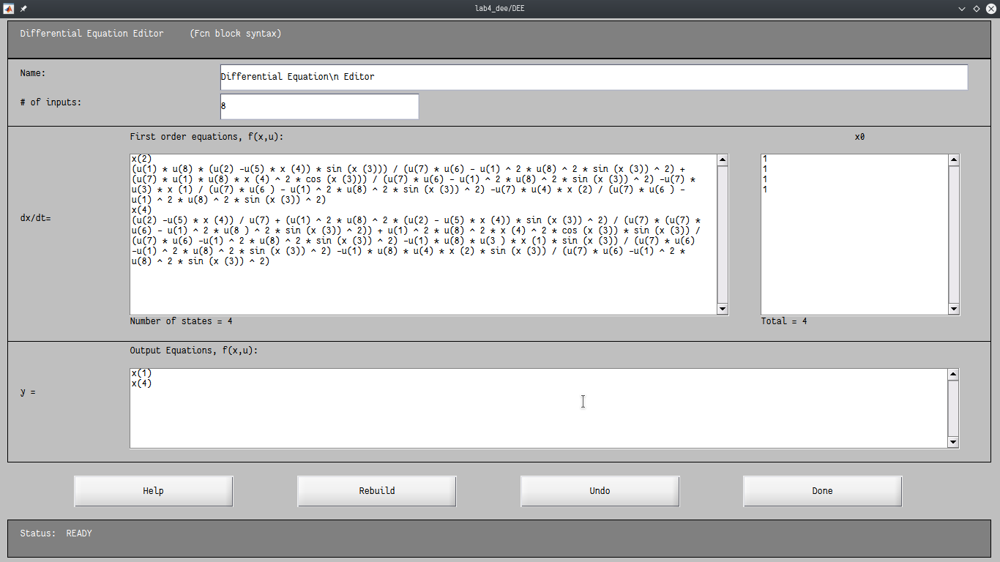 lab4_dee/DEE
Differential Equation Editor (Fcn block syntax)
Name:
Differential Equation\n Editor
# of inputs:
8
First order equations, f(x,u):
x0
dx/dt=
x(2)
(u(1) * u(8) * (u(2) -u(5) * x (4)) * sin (x (3))) / (u(7) * u(6) - u(1) ^ 2 * u(8) ^ 2 * sin (x (3)) ^ 2) +
(u(7) * u(1) * u(8) * x (4) ^ 2 * cos (x (3))) / (u(7) * u(6) - u(1) ^ 2 * u(8) ^ 2 * sin (x (3)) ^ 2) -u(7) *
u(3) * x (1) / (u(7) * u(6 ) - u(1) ^ 2 * u(8) ^ 2 * sin (x (3)) ^ 2) -u(7) * u(4) * x (2) / (u(7) * u(6 ) -
u(1) ^ 2 * u(8) ^ 2 * sin (x (3)) ^ 2)
x(4)
(u(2) -u(5) * x (4)) / u(7) + (u(1) ^ 2 * u(8) ^ 2 * (u(2) - u(5) * x (4)) * sin (x (3)) ^ 2) / (u(7) * (u(7) *
u(6) - u(1) ^ 2 * u(8 ) ^ 2 * sin (x (3)) ^ 2)) + u(1) ^ 2 * u(8) ^ 2 * x (4) ^ 2 * cos (x (3)) * sin (x (3)) /
(u(7) * u(6) -u(1) ^ 2 * u(8) ^ 2 * sin (x (3)) ^ 2) -u(1) * u(8) * u(3 ) * x (1) * sin (x (3)) / (u(7) * u(6)
-u(1) ^ 2 * u(8) ^ 2 * sin (x (3)) ^ 2) -u(1) * u(8) * u(4) * x (2) * sin (x (3)) / (u(7) * u(6) -u(1) ^ 2 *
u(8) ^ 2 * sin (x (3)) ^ 2)
1
1
1
1
Number of states = 4
Total = 4
Output Equations, f(x,u):
y =
x(1)
x(4)
Help
Rebuild
Undo
Done
Status: READY